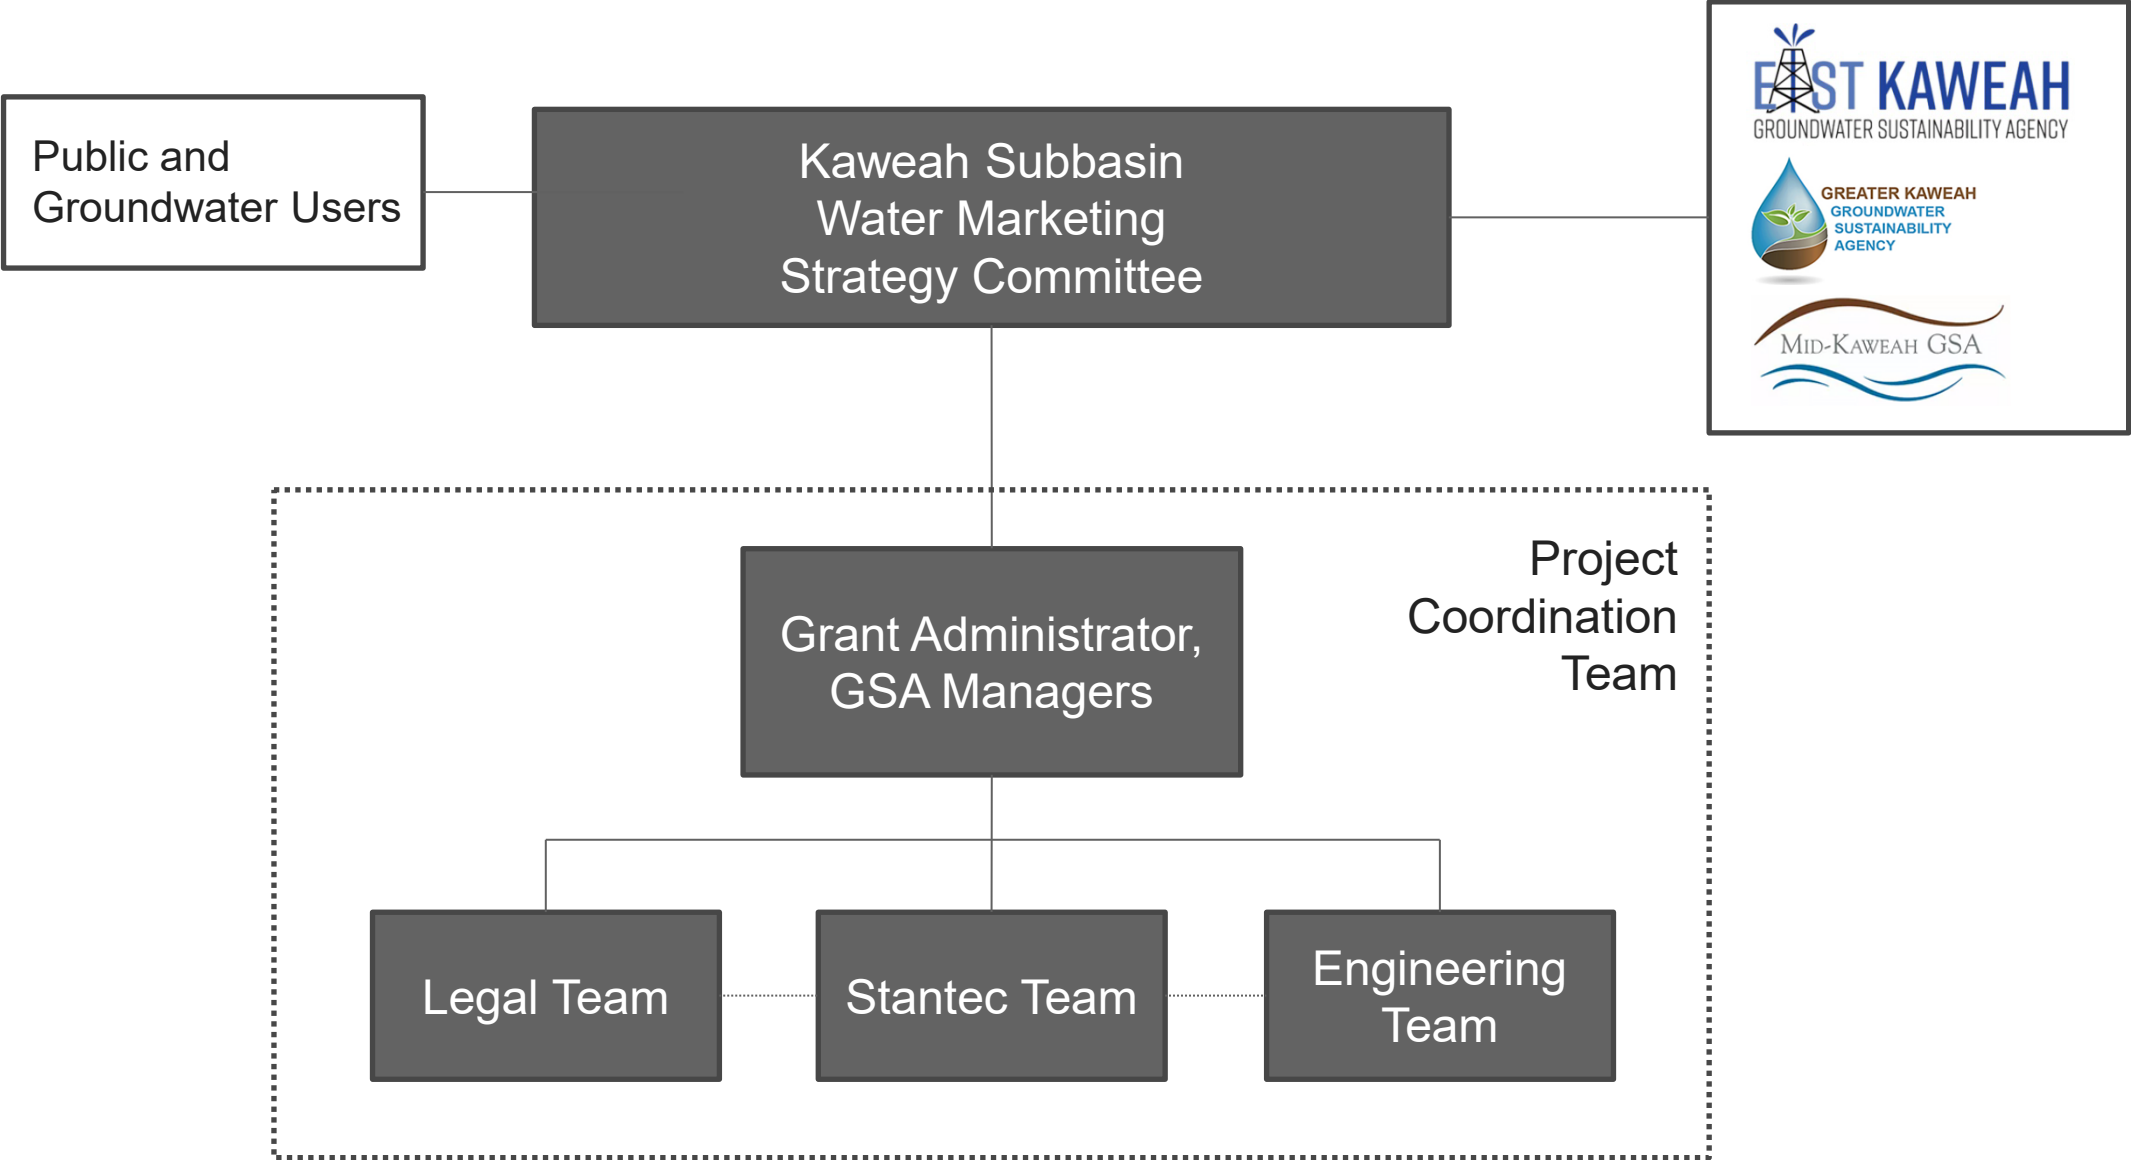 Public and
Groundwater Users
Kaweah Subbasin
Water Marketing
Strategy Committee
EAST KAWEAH
GROUNDWATER SUSTAINABILITY AGENCY
GREATER KAWEAH
GROUNDWATER
SUSTAINABILITY
AGENCY
MID-KAWEAH GSA
Project
Coordination
Team
Grant Administrator,
GSA Managers
Legal Team
Stantec Team
Engineering
Team